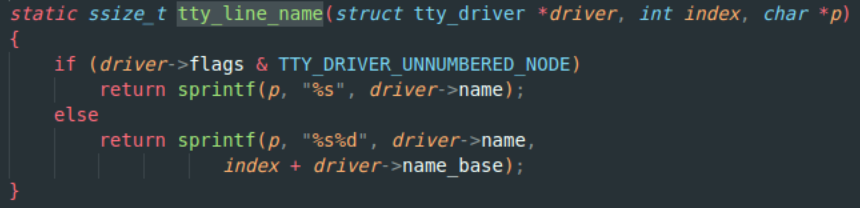 static ssize_t tty_line_name(struct tty_driver *driver, int index, char *p)
{
    if (driver->flags & TTY_DRIVER_UNNUMBERED_NODE)
        return sprintf(p, "%s", driver->name);
    else
        return sprintf(p, "%s%d", driver->name,
                   index + driver->name_base);
}